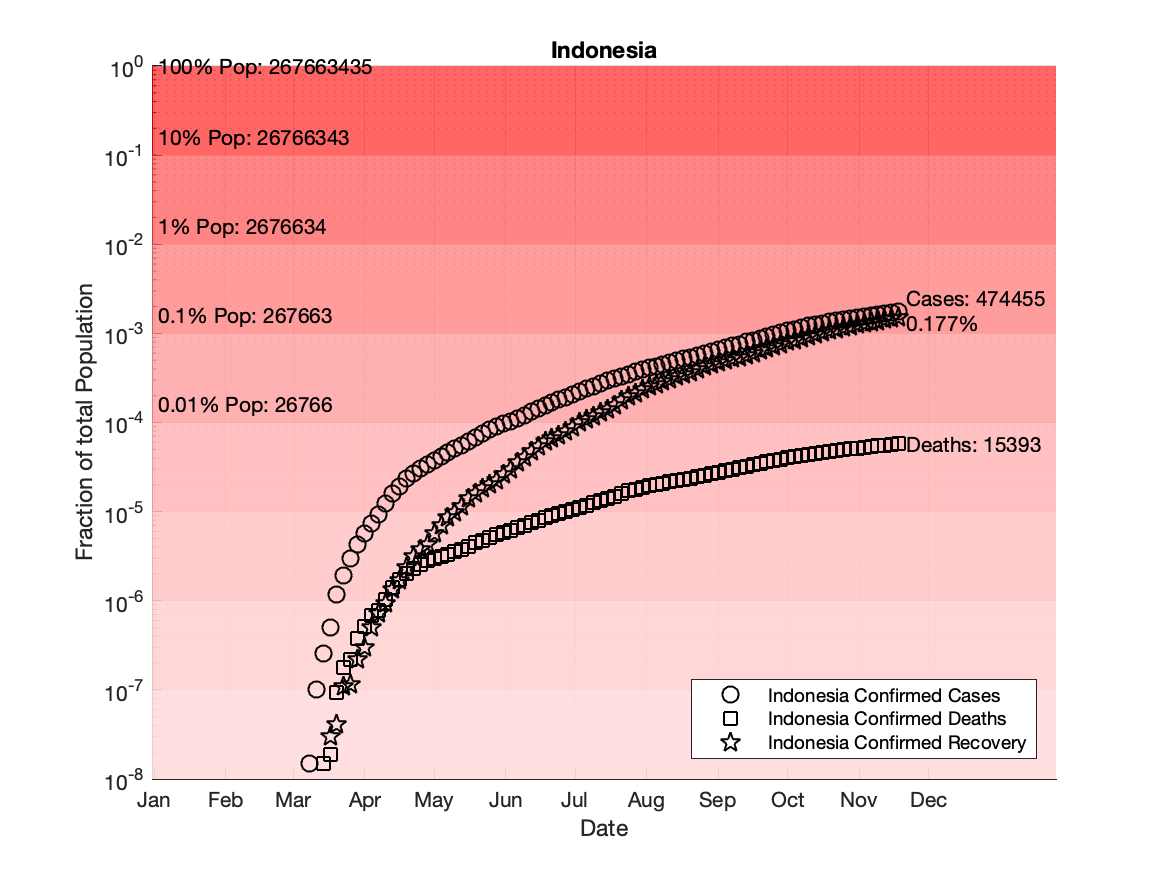 Indonesia
10^0
100% Pop: 267663435
10% Pop: 26766343
10^-1
1% Pop: 2676634
10^-2
Cases: 474455
0.1% Pop: 267663
0.177%
10^-3
0.01% Pop: 26766
10^-4
Deaths: 15393
10^-5
10^-6
10^-7
10^-8
Fraction of total Population
Indonesia Confirmed Cases
Indonesia Confirmed Deaths
Indonesia Confirmed Recovery
Jan Feb Mar Apr May Jun Jul Aug Sep Oct Nov Dec
Date